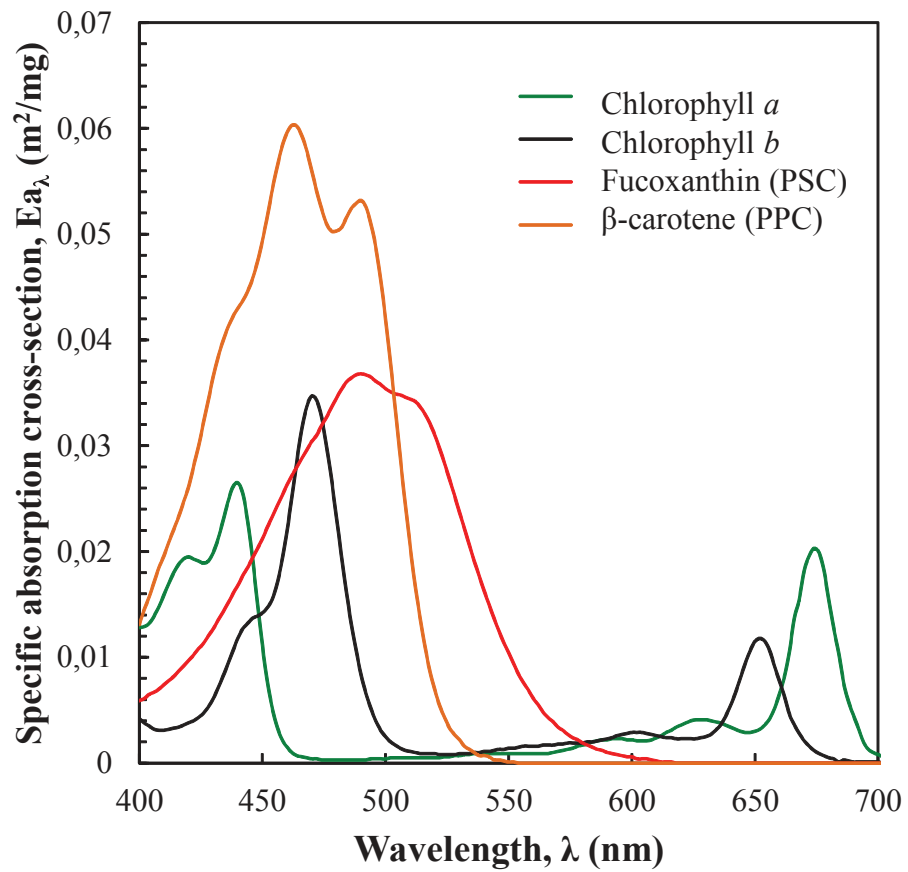 0,07
0,06
0,05
0,04
0,03
0,02
0,01
0
Specific absorption cross-section, Eaλ (m²/mg)
Chlorophyll a
Chlorophyll b
Fucoxanthin (PSC)
β-carotene (PPC)
400 450 500 550 600 650 700
Wavelength, λ (nm)